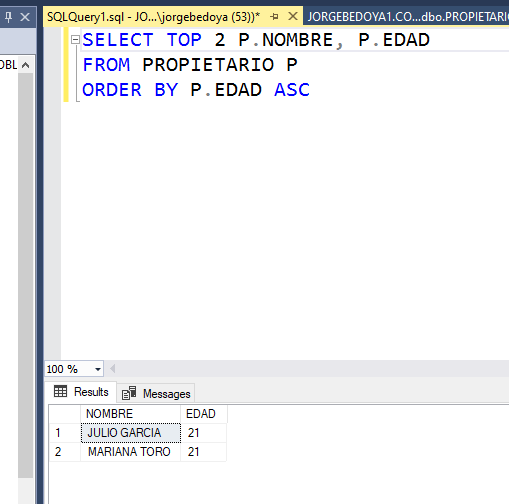 SQLQuery1.sql - JO...\jorgebedoya (53))*
JORGEBEDOYA1.CO...dbo.PROPIETARIO
OBL
SELECT TOP 2 P.NOMBRE, P.EDAD
FROM PROPIETARIO P
ORDER BY P.EDAD ASC
100 %
Results
Messages
NOMBRE EDAD
1 JULIO GARCIA 21
2 MARIANA TORO 21